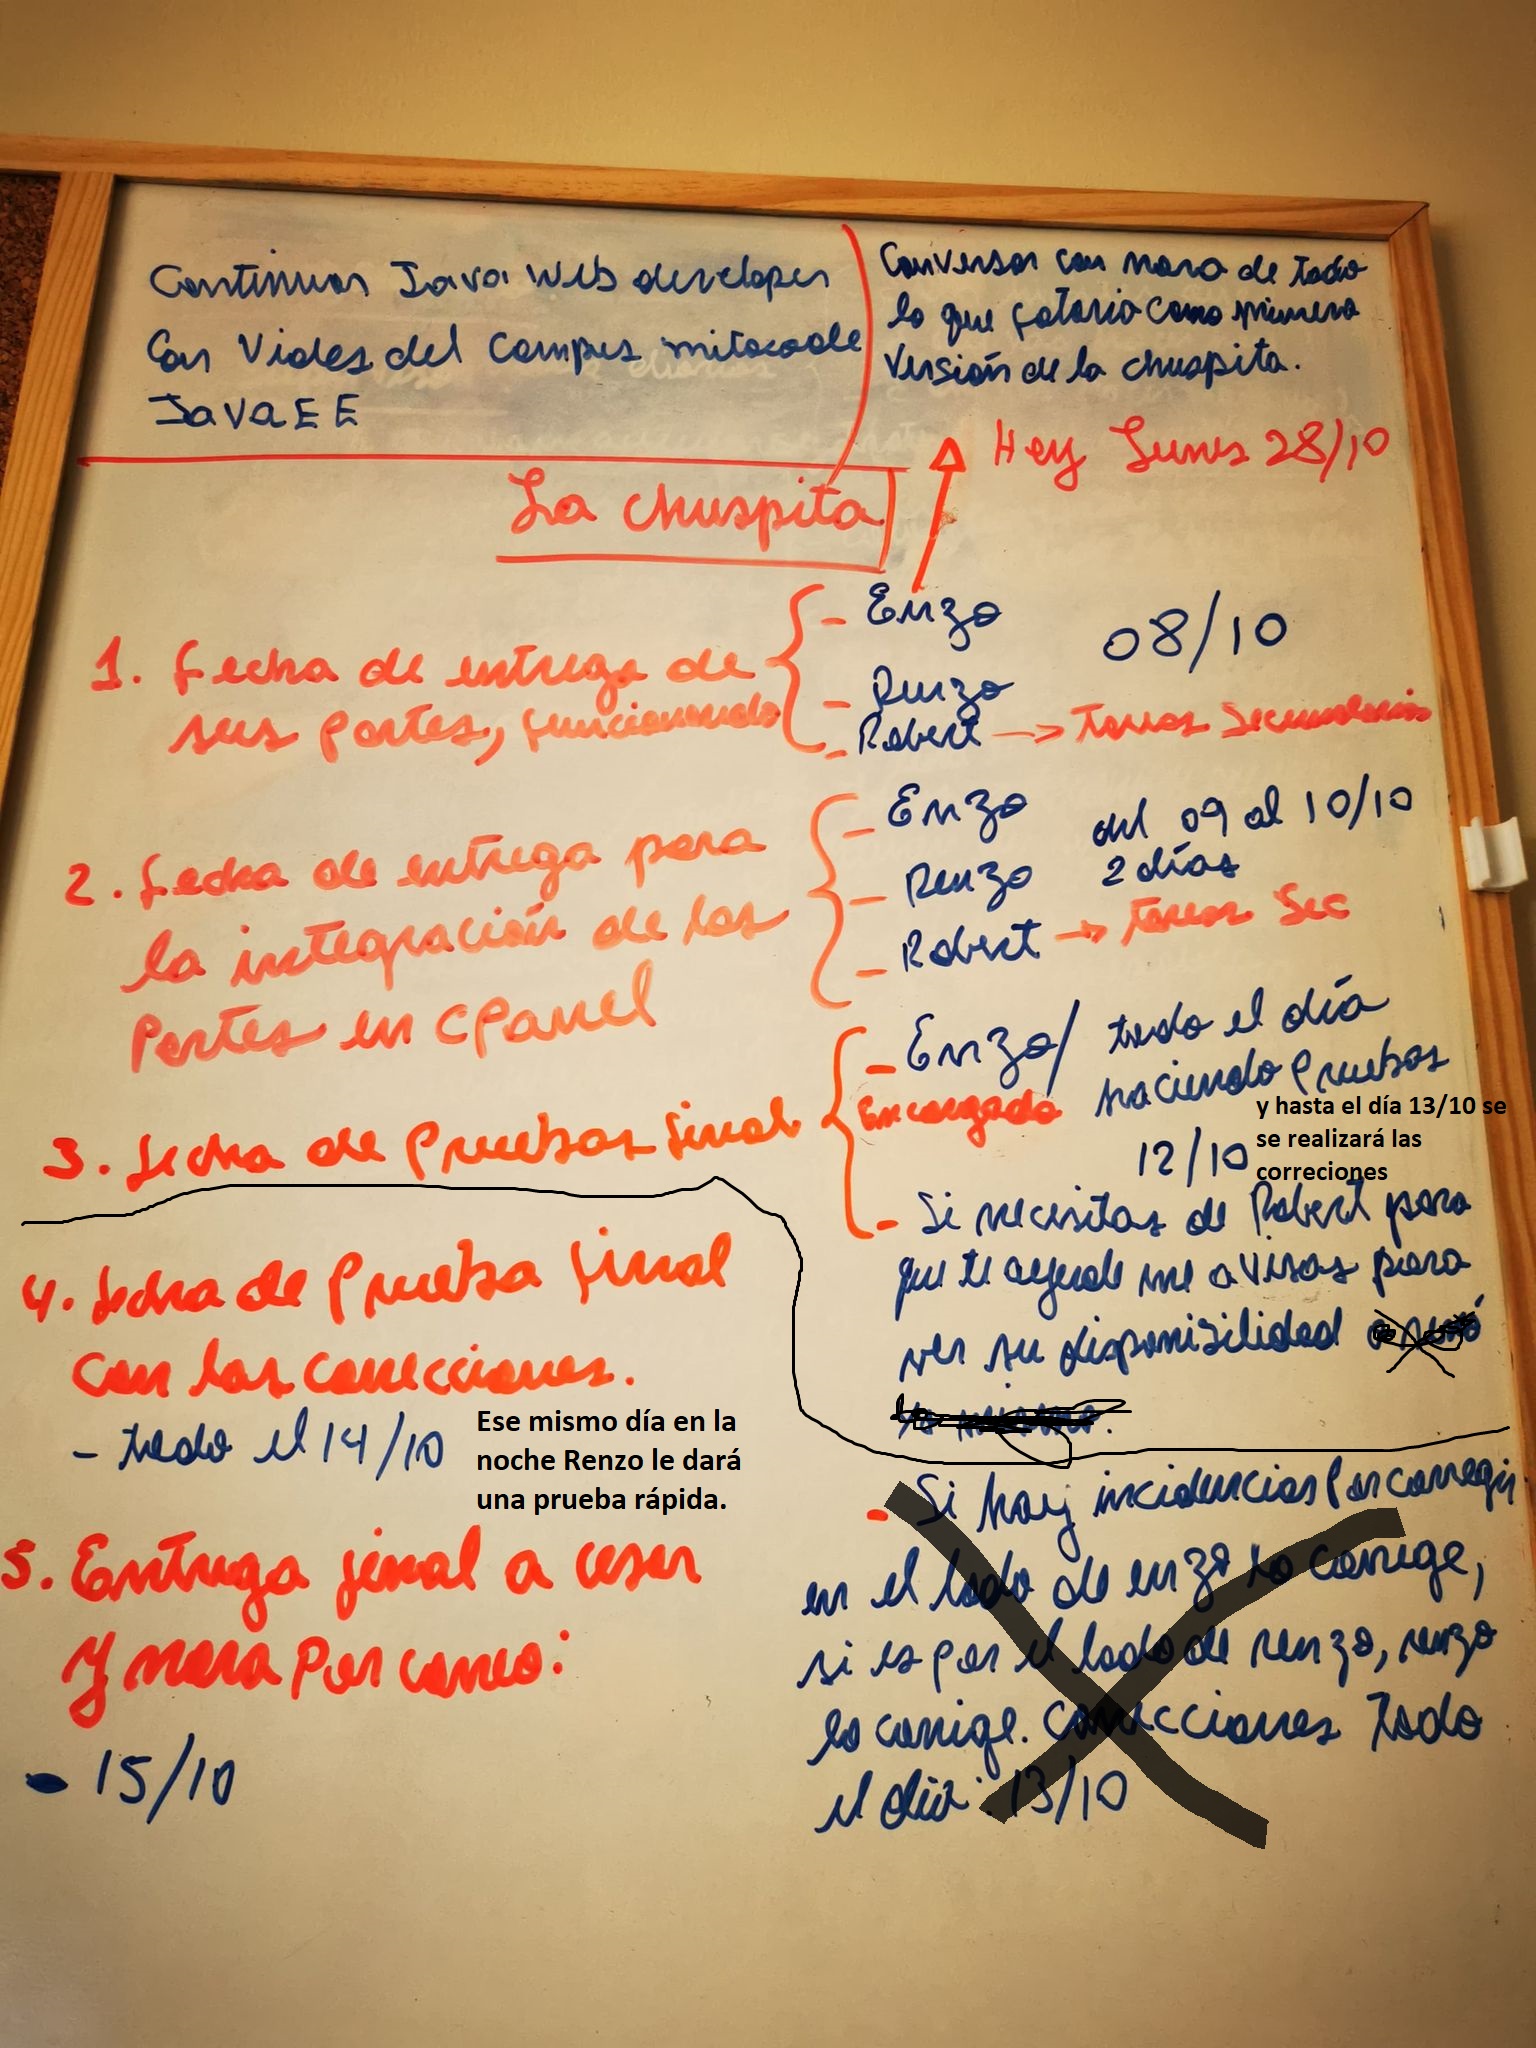 Continuar Java Web developer
Con Videos del Campus mitocode
JavaEE
Conversar con nara de todo
lo que fataria como primera
Versión de la chuspita.
Hey Lunes 28/10
La chuspita
1. fecha de entrega de
sus partes, funcionando
- Enzo
08/10
- Renzo
- Robert → Tareas Secundarias
2. fecha de entrega para
la integración de las
Partes en CPanel
- Enzo
del 09 al 10/10
2 días
- Renzo
- Robert → Tareas Sec
3. fecha de Pruebas final
- Enzo/
Encargado
todo el día
haciendo Pruebas
12/10
y hasta el día 13/10 se
se realizará las
correciones
- Si necesitas de Robert para
que te ayude me avisas para
ver su disponibilidad
4. fecha de Prueba final
con las correcciones.
- todo el 14/10
Ese mismo día en la
noche Renzo le dará
una prueba rápida.
5. Entrega final a cesar
y nara Por correo:
- 15/10
- Si hay incidencias Por corregir
en el lado de enzo lo corrige,
si es por el lado de renzo, renzo
lo corrige. Correcciones Todo
el día: 13/10